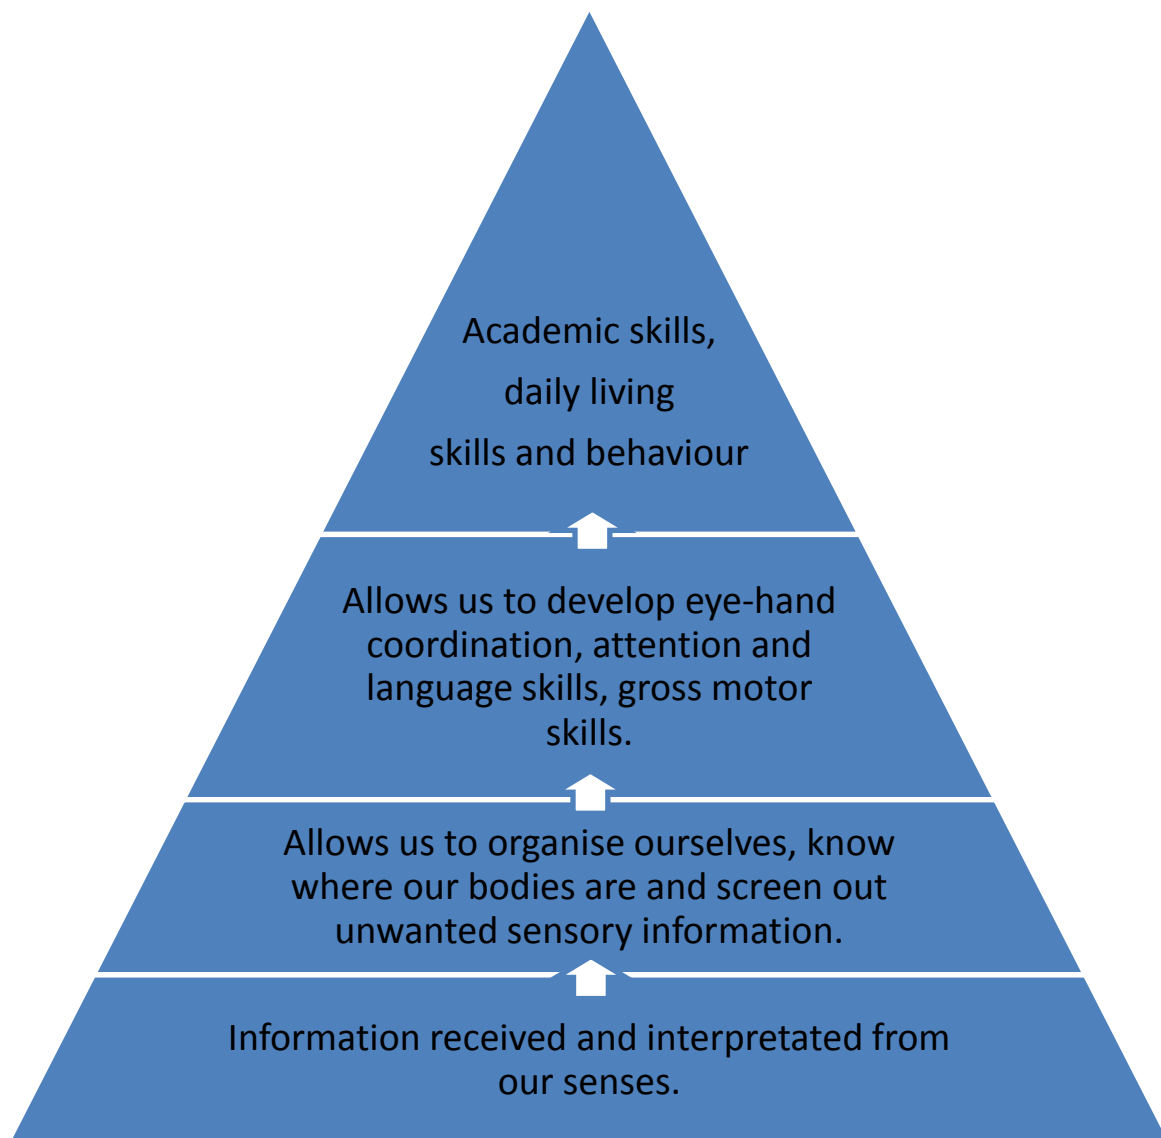 Academic skills,
daily living
skills and behaviour
Allows us to develop eye-hand
coordination, attention and
language skills, gross motor
skills.
Allows us to organise ourselves, know
where our bodies are and screen out
unwanted sensory information.
Information received and interpretated from
our senses.